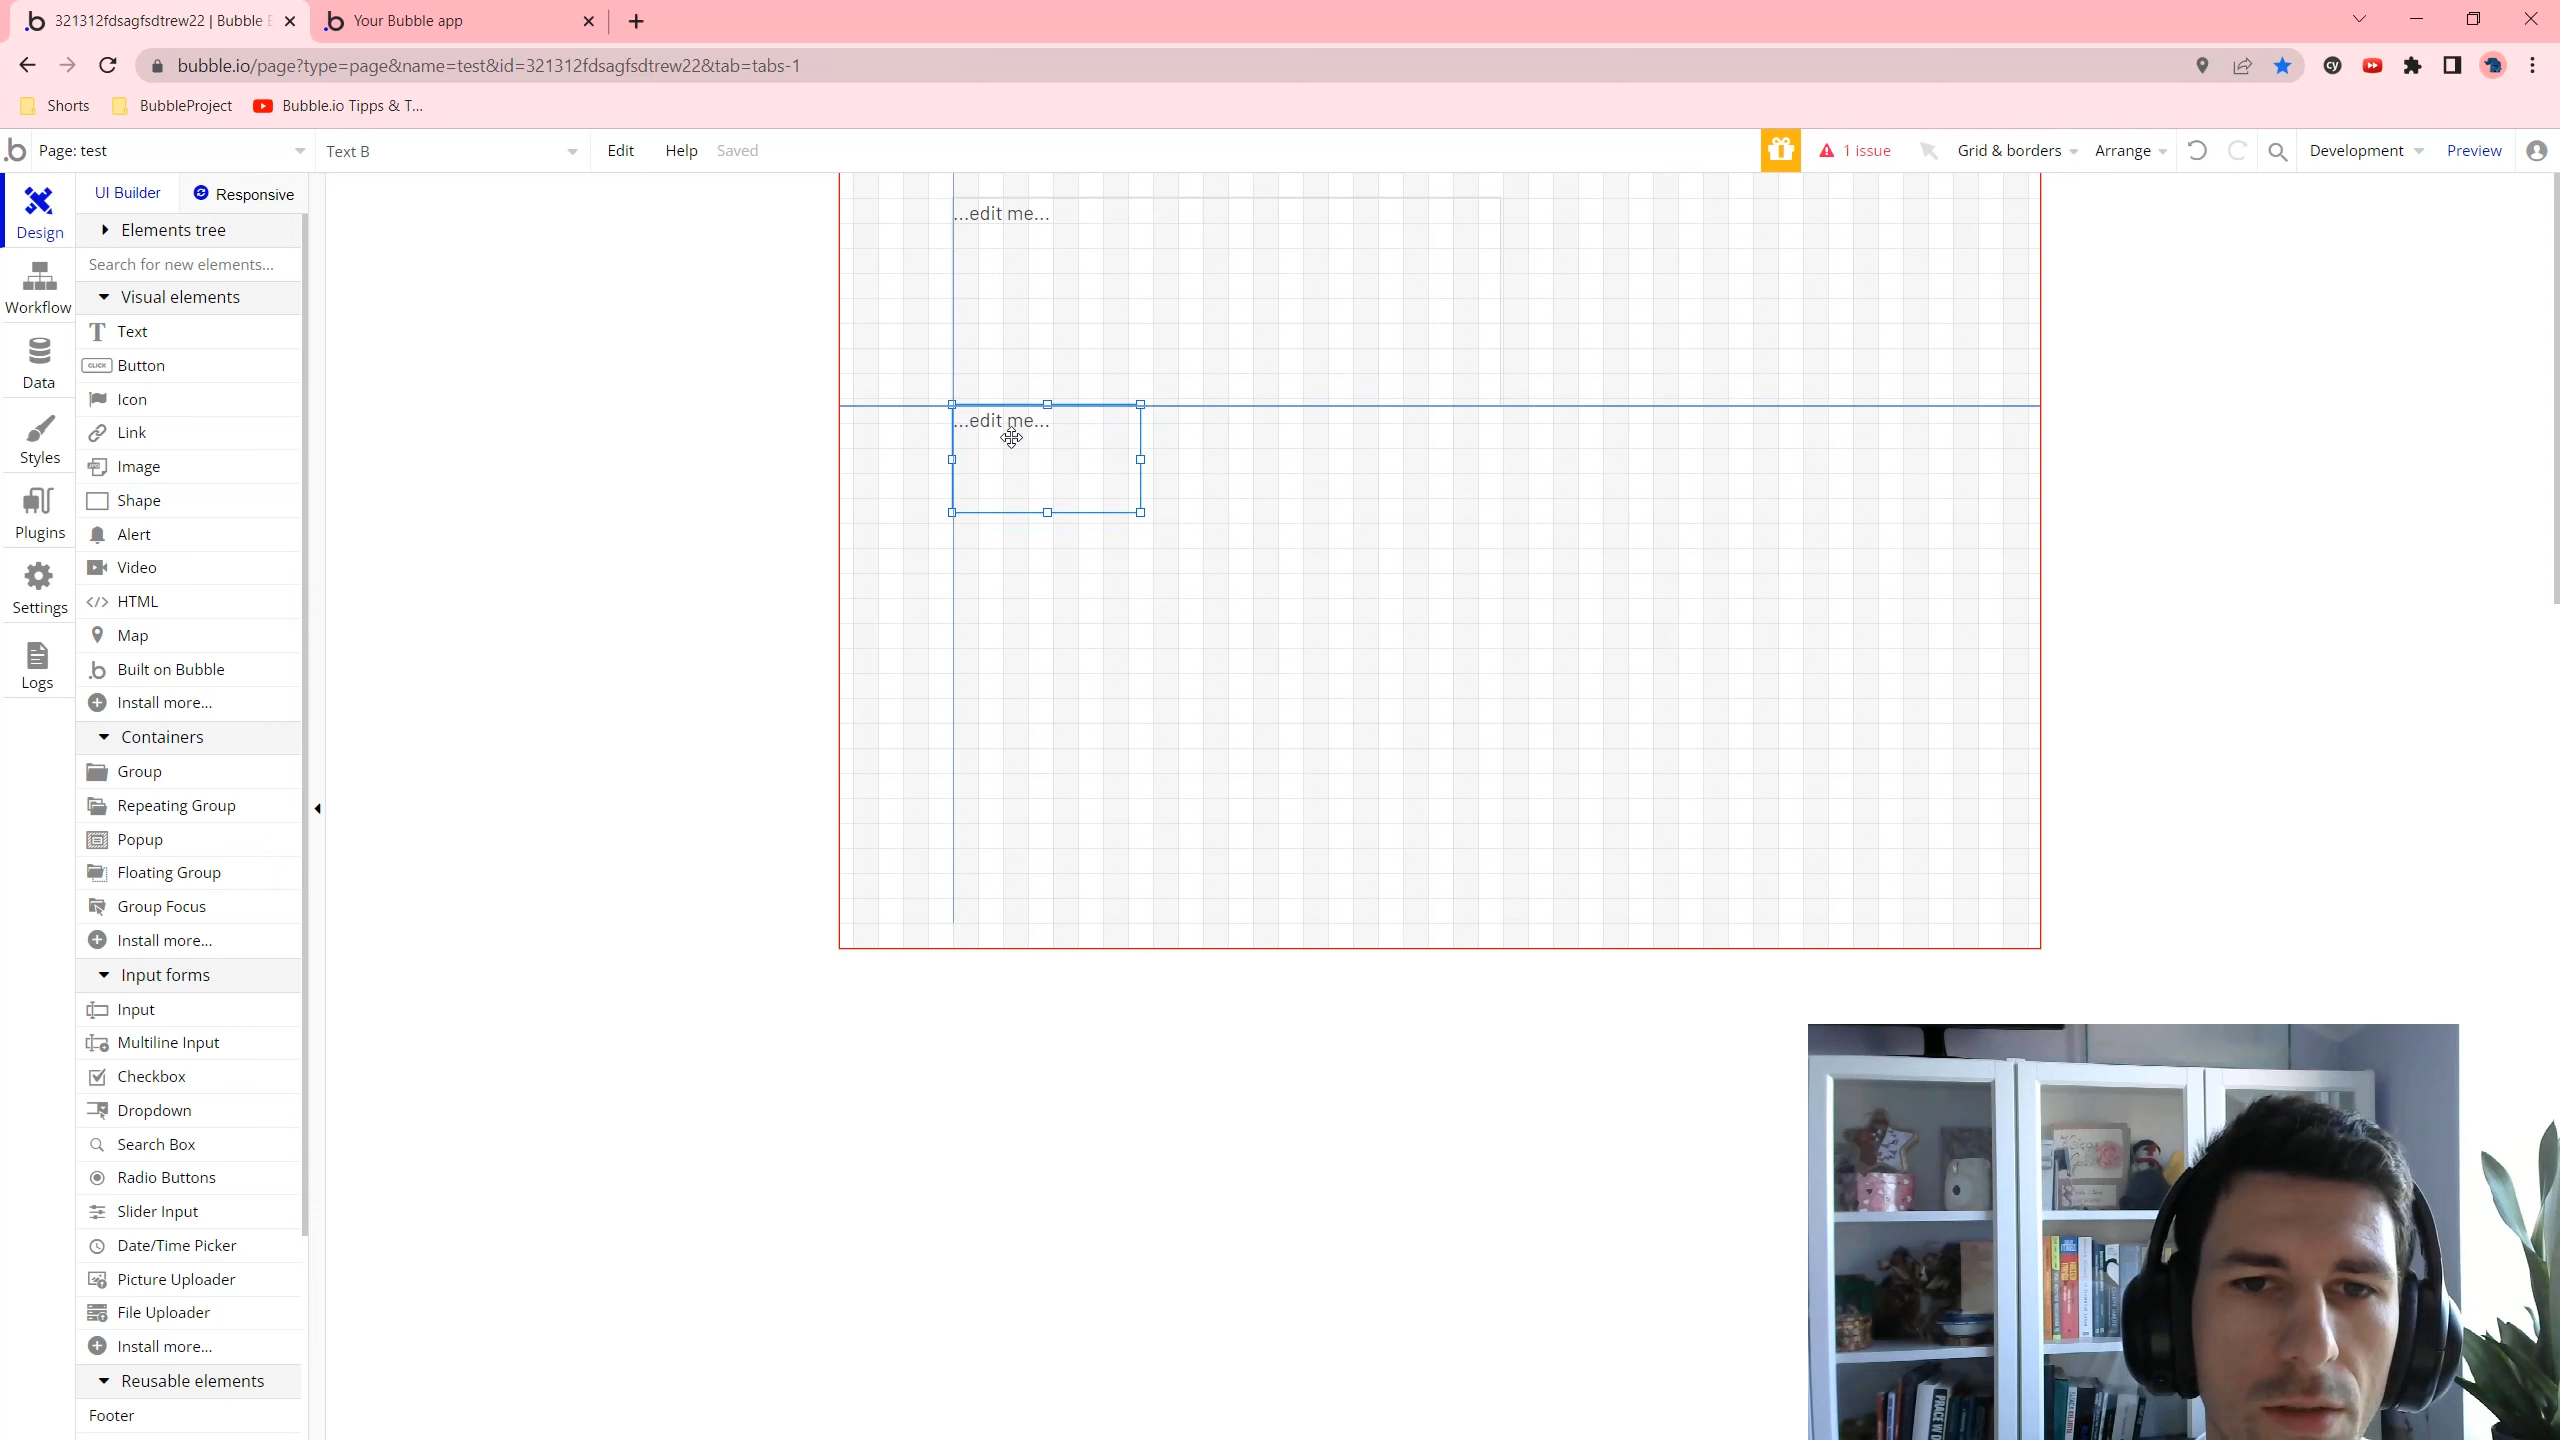 321312fdsagfsdtrew22 | Bubble E
Your Bubble app
bubble.io/page?type=page&name=test&id=321312fdsagfsdtrew22&tab=tabs-1
Shorts
BubbleProject
Bubble.io Tipps & T...
Page: test
Text B
Edit
Help
Saved
1 issue
Grid & borders
Arrange
Development
Preview
Design
Workflow
Data
Styles
Plugins
Settings
Logs
UI Builder
Responsive
Elements tree
Search for new elements...
Visual elements
Text
CLICK
Button
Icon
Link
Image
Shape
Alert
Video
HTML
Map
Built on Bubble
Install more...
Containers
Group
Repeating Group
Popup
Floating Group
Group Focus
Install more...
Input forms
Input
Multiline Input
Checkbox
Dropdown
Search Box
Radio Buttons
Slider Input
Date/Time Picker
Picture Uploader
File Uploader
Install more...
Reusable elements
Footer
...edit me...
...edit me...